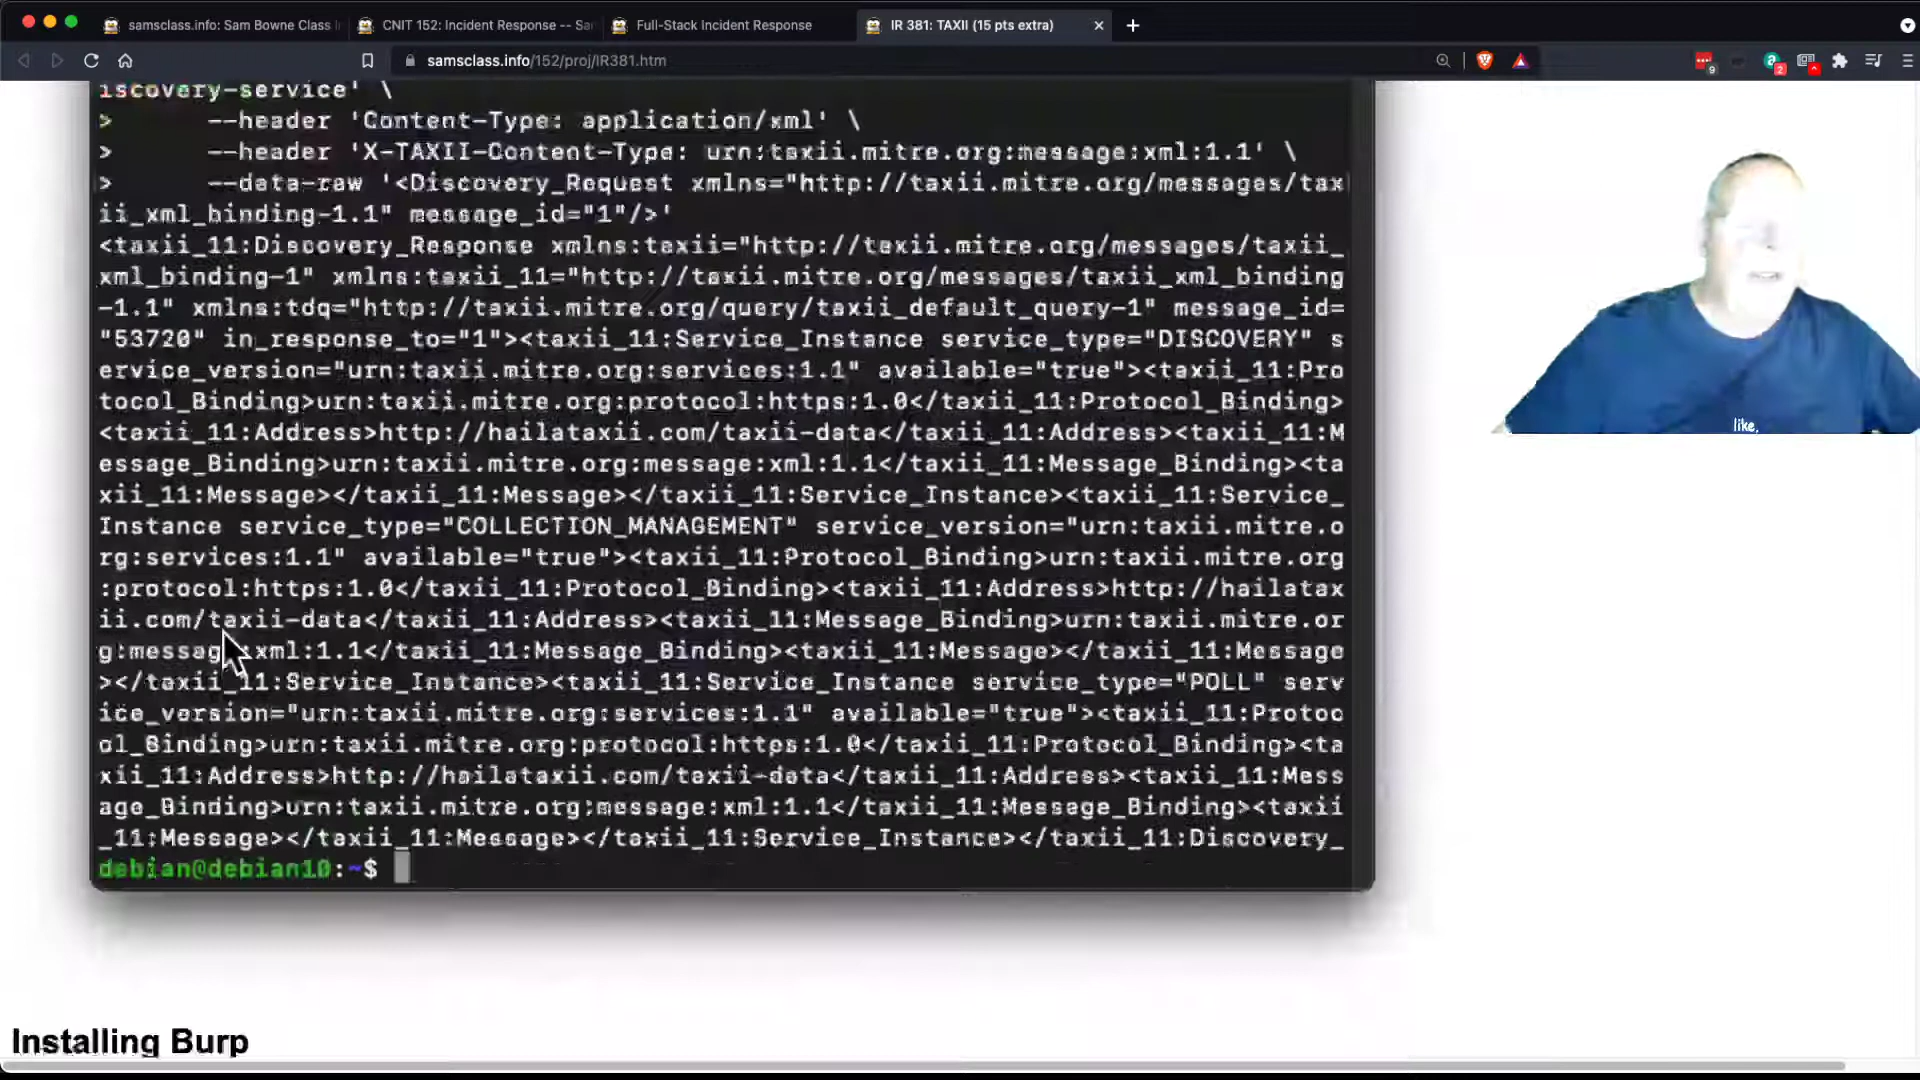 samsclass.info: Sam Bowne Class I
CNIT 152: Incident Response -- Sa
Full-Stack Incident Response
IR 381: TAXII (15 pts extra)
samsclass.info/152/proj/IR381.htm
9
2
iscovery-service' \
> --header 'Content-Type: application/xml' \
> --header 'X-TAXII-Content-Type: urn:taxii.mitre.org:message:xml:1.1' \
> --data-raw '<Discovery_Request xmlns="http://taxii.mitre.org/messages/tax
ii_xml_binding-1.1" message_id="1"/>'
<taxii_11:Discovery_Response xmlns:taxii="http://taxii.mitre.org/messages/taxii_
xml_binding-1" xmlns:taxii_11="http://taxii.mitre.org/messages/taxii_xml_binding
-1.1" xmlns:tdq="http://taxii.mitre.org/query/taxii_default_query-1" message_id=
"53720" in_response_to="1"><taxii_11:Service_Instance service_type="DISCOVERY" s
ervice_version="urn:taxii.mitre.org:services:1.1" available="true"><taxii_11:Pro
tocol_Binding>urn:taxii.mitre.org:protocol:https:1.0</taxii_11:Protocol_Binding>
<taxii_11:Address>http://hailataxii.com/taxii-data</taxii_11:Address><taxii_11:M
essage_Binding>urn:taxii.mitre.org:message:xml:1.1</taxii_11:Message_Binding><ta
xii_11:Message></taxii_11:Message></taxii_11:Service_Instance><taxii_11:Service_
Instance service_type="COLLECTION_MANAGEMENT" service_version="urn:taxii.mitre.o
rg:services:1.1" available="true"><taxii_11:Protocol_Binding>urn:taxii.mitre.org
:protocol:https:1.0</taxii_11:Protocol_Binding><taxii_11:Address>http://hailatax
ii.com/taxii-data</taxii_11:Address><taxii_11:Message_Binding>urn:taxii.mitre.or
g:messag :xml:1.1</taxii_11:Message_Binding><taxii_11:Message></taxii_11:Message
></taxii_11:Service_Instance><taxii_11:Service_Instance service_type="POLL" serv
ice_version="urn:taxii.mitre.org:services:1.1" available="true"><taxii_11:Protoc
ol_Binding>urn:taxii.mitre.org:protocol:https:1.0</taxii_11:Protocol_Binding><ta
xii_11:Address>http://hailataxii.com/taxii-data</taxii_11:Address><taxii_11:Mess
age_Binding>urn:taxii.mitre.org:message:xml:1.1</taxii_11:Message_Binding><taxii
_11:Message></taxii_11:Message></taxii_11:Service_Instance></taxii_11:Discovery_
debian@debian10:~$
like,
Installing Burp